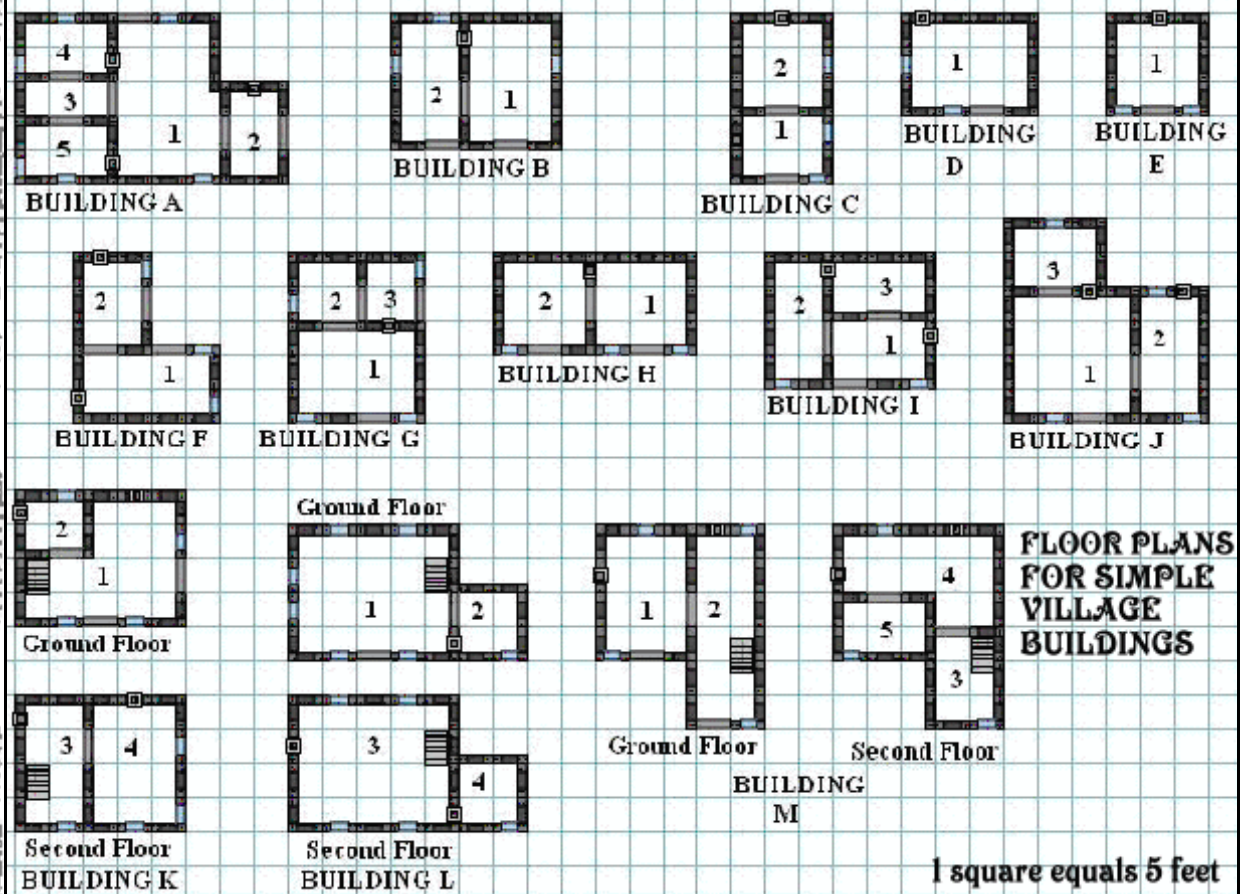 4
3
5
1
2
BUILDING A
2
1
BUILDING B
2
1
BUILDING C
1
BUILDING
D
1
BUILDING
E
2
1
BUILDING F
2
3
1
BUILDING G
2
1
BUILDING H
2
3
1
BUILDING I
3
1
2
BUILDING J
2
1
Ground Floor
3
4
Second Floor
BUILDING K
Ground Floor
1
2
3
4
Second Floor
BUILDING L
1
2
Ground Floor
4
5
3
Second Floor
BUILDING
M
FLOOR PLANS
FOR SIMPLE
VILLAGE
BUILDINGS
1 square equals 5 feet